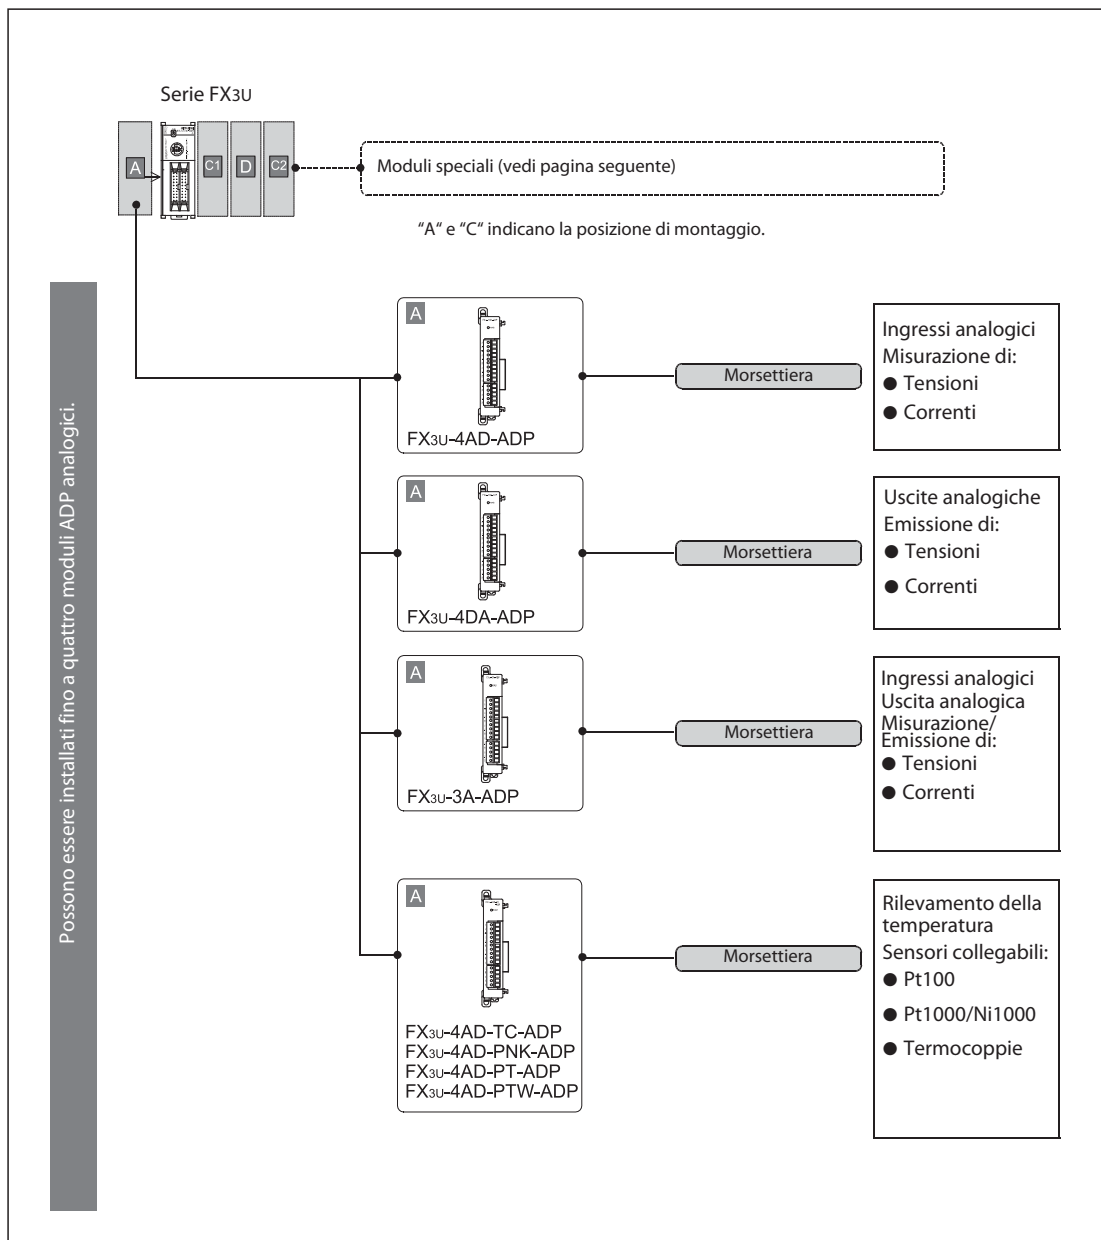 Serie FX3U
A
C1
D
C2
Moduli speciali (vedi pagina seguente)
"A“ e "C“ indicano la posizione di montaggio.
Possono essere installati fino a quattro moduli ADP analogici.
A
FX3U-4AD-ADP
Morsettiera
Ingressi analogici
Misurazione di:
● Tensioni
● Correnti
A
FX3U-4DA-ADP
Morsettiera
Uscite analogiche
Emissione di:
● Tensioni
● Correnti
A
FX3U-3A-ADP
Morsettiera
Ingressi analogici
Uscita analogica
Misurazione/
Emissione di:
● Tensioni
● Correnti
A
FX3U-4AD-TC-ADP
FX3U-4AD-PNK-ADP
FX3U-4AD-PT-ADP
FX3U-4AD-PTW-ADP
Morsettiera
Rilevamento della
temperatura
Sensori collegabili:
● Pt100
● Pt1000/Ni1000
● Termocoppie